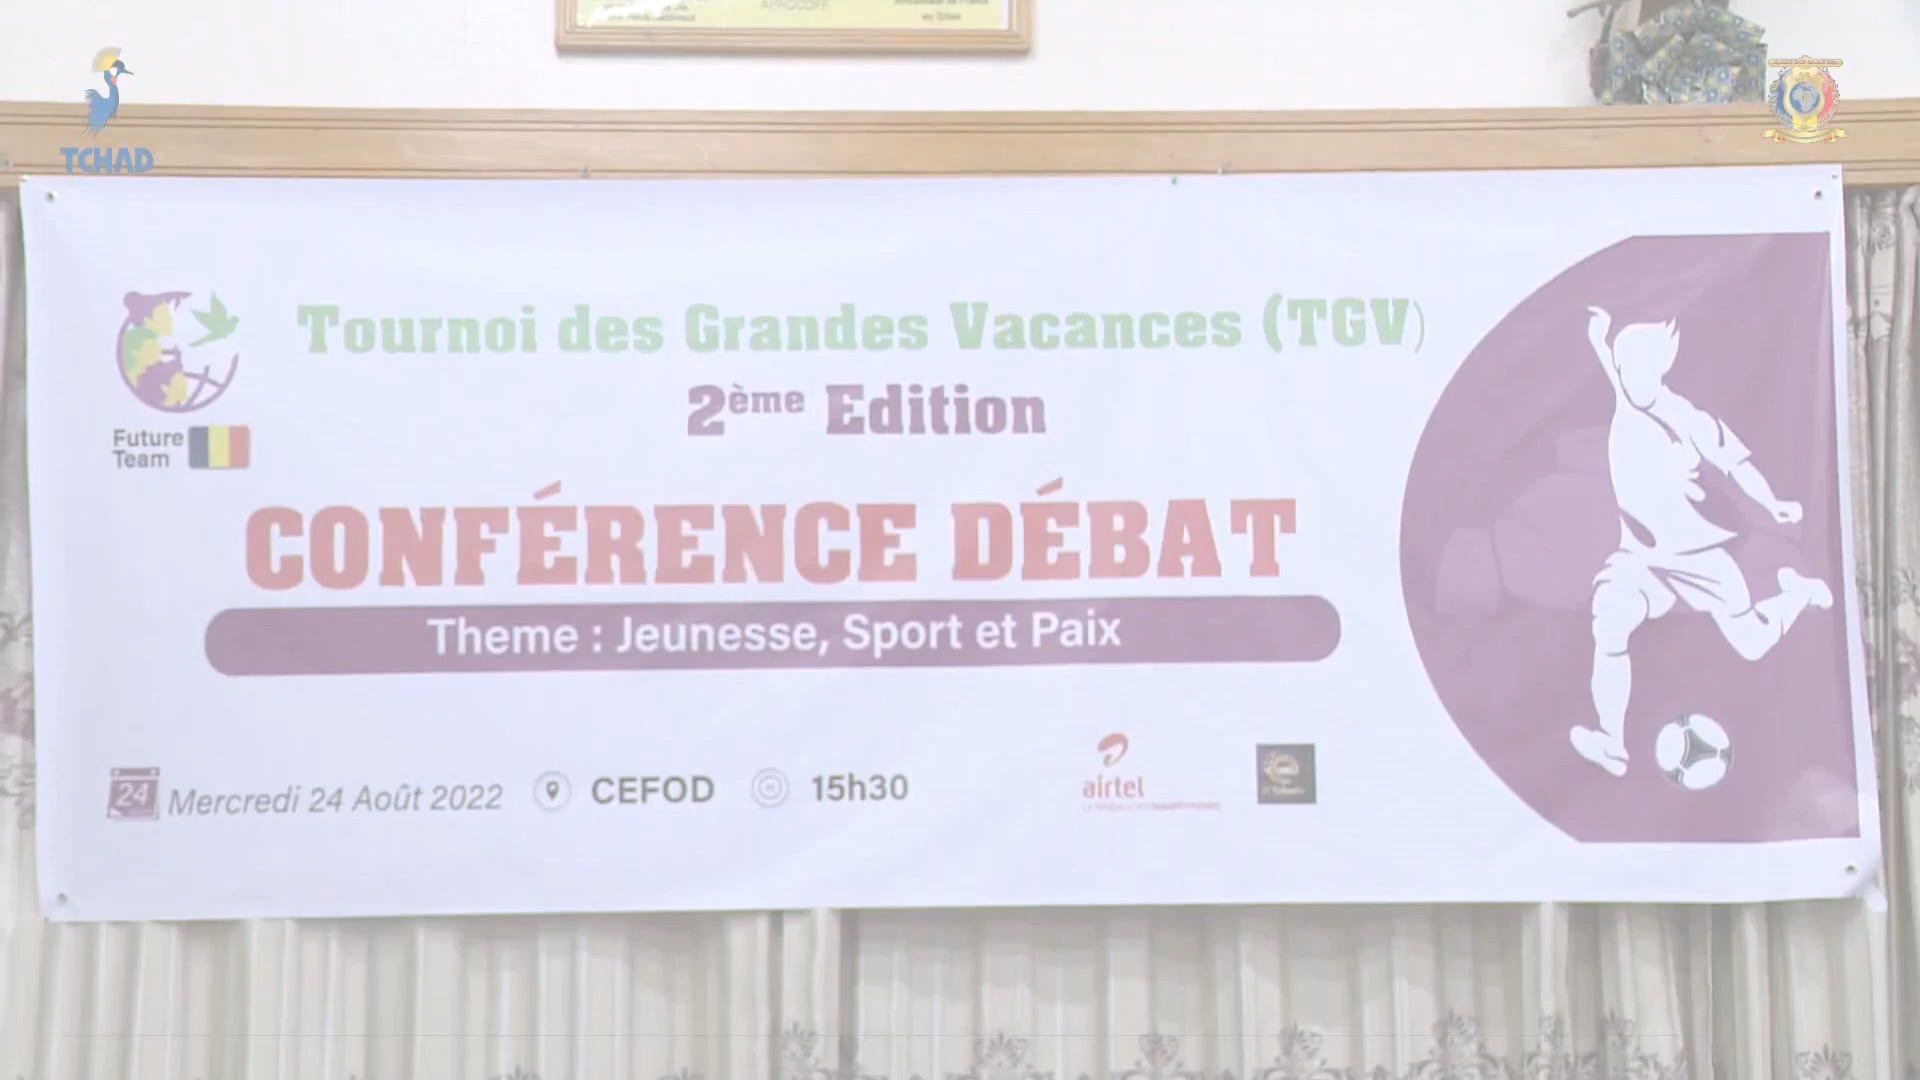 APROCOFF
TCHAD
Tournoi des Grandes Vacances (TGV)
2ème Edition
Future
Team
CONFÉRENCE DÉBAT
Theme : Jeunesse, Sport et Paix
24 Mercredi 24 Août 2022 CEFOD 15h30
airtel